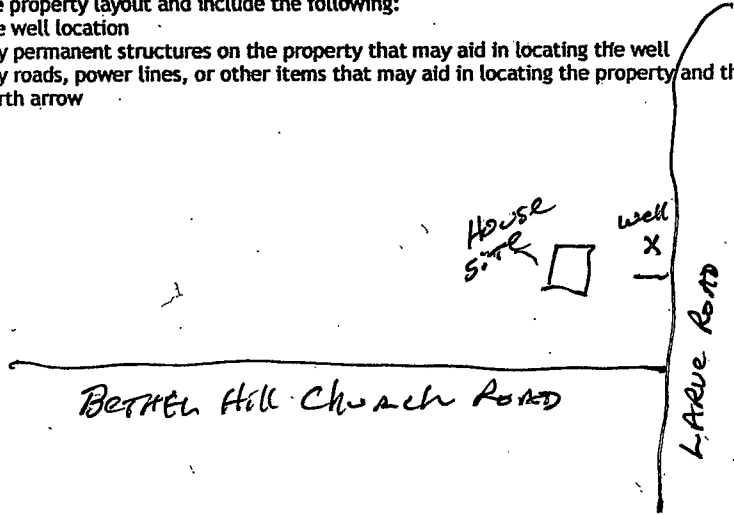 e property layout and include the following:
e well location
y permanent structures on the property that may aid in locating the well
y roads, power lines, or other items that may aid in locating the property and th
rth arrow
House
Site
well
X
LARUE ROAD
BETHEL Hill Church ROAD